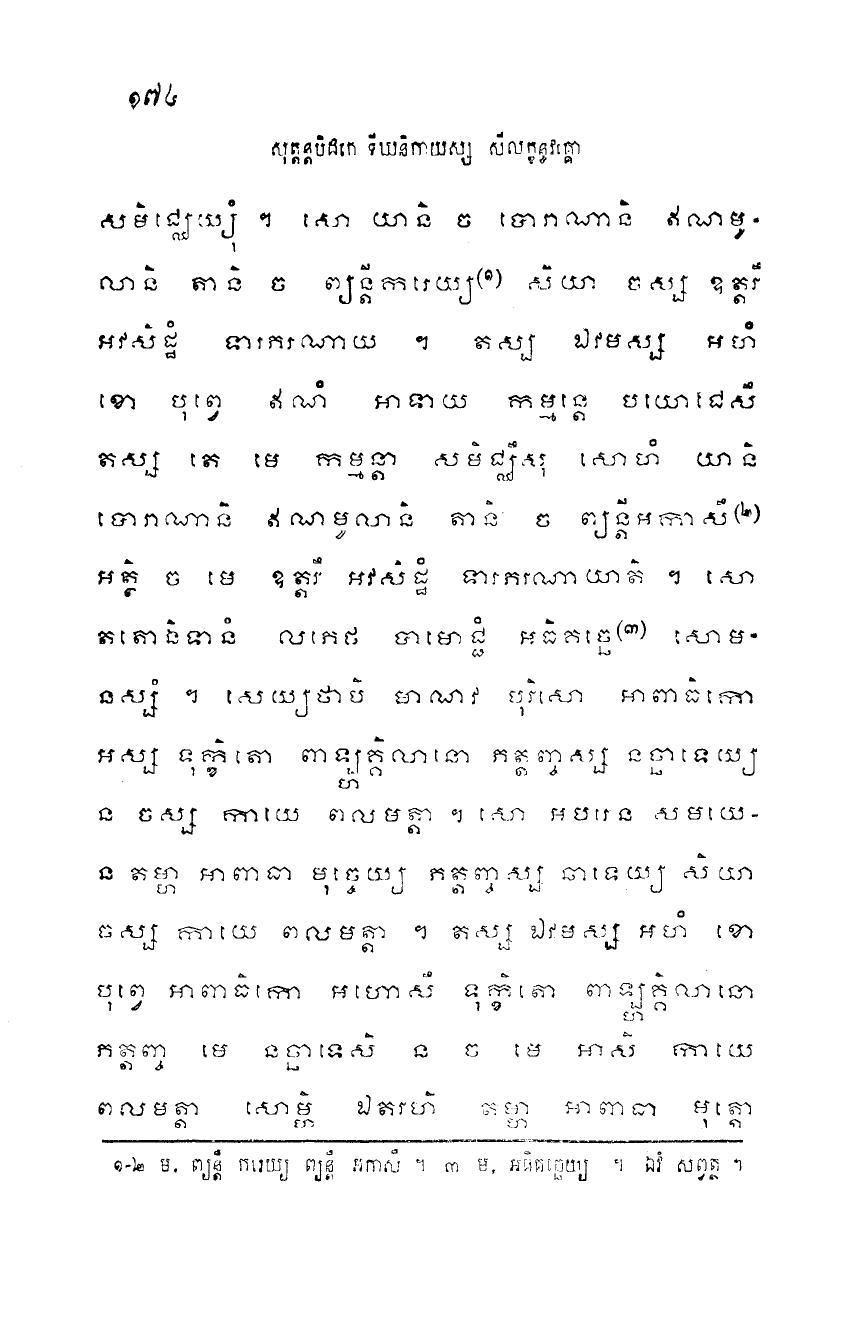 ១៧៤
សុត្តន្តបិដកេ ទីឃនិកាយស្ស សីលក្ខន្ធវគ្គោ
សមិជ្ឈេយ្យុំ ។ សោ យានិ ច បោរាណានិ ឥណមូ-
លានិ តានិ ច ព្យន្តីករេយ្យ(១) សិយា ចស្ស ឧត្តរឹ
អវសិដ្ឋំ ទារករណាយ ។ តស្ស ឯវមស្ស អហំ
ខោ បុព្វេ ឥណំ អាទាយ កម្មន្តេ បយោជេសឹ
តស្ស តេ មេ កម្មន្តា សមិជ្ឈឹសុ សោហំ យានិ
បោរាណានិ ឥណមូលានិ តានិ ច ព្យន្តីអកាសឹ(២)
អត្ថិ ច មេ ឧត្តរឹ អវសិដ្ឋំ ទារករណាយាតិ ។ សោ
តតោនិទានំ លភេថ បាមោជ្ជំ អធិគច្ឆេ(៣) សោម-
នស្សំ ។ សេយ្យថាបិ មាណវ បុរិសោ អាពាធិកោ
អស្ស ទុក្ខិតោ ពាឡ្ហគ្គិលានោ ភត្តញ្ចស្ស នច្ឆាទេយ្យ
ន ចស្ស កាយេ ពលមត្តា ។ សោ អបរេន សមយេ-
ន តម្ហា អាពាធា មុច្ចេយ្យ ភត្តញ្ចស្ស ឆាទេយ្យ សិយា
ចស្ស កាយេ ពលមត្តា ។ តស្ស ឯវមស្ស អហំ ខោ
បុព្វេ អាពាធិកោ អហោសឹ ទុក្ខិតោ ពាឡ្ហគ្គិលានោ
ភត្តញ្ច មេ នច្ឆាទេសិ ន ច មេ អាសិ កាយេ
ពលមត្តា សោម្ហិ ឯតរហិ តម្ហា អាពាធា មុត្តោ
១-២ ម. ព្យន្តឹ ករេយ្យ ព្យន្តឹ អកាសឹ ។ ៣ ម. អធិគច្ឆេយ្យ ។ ឯវំ សព្វត្ថ ។